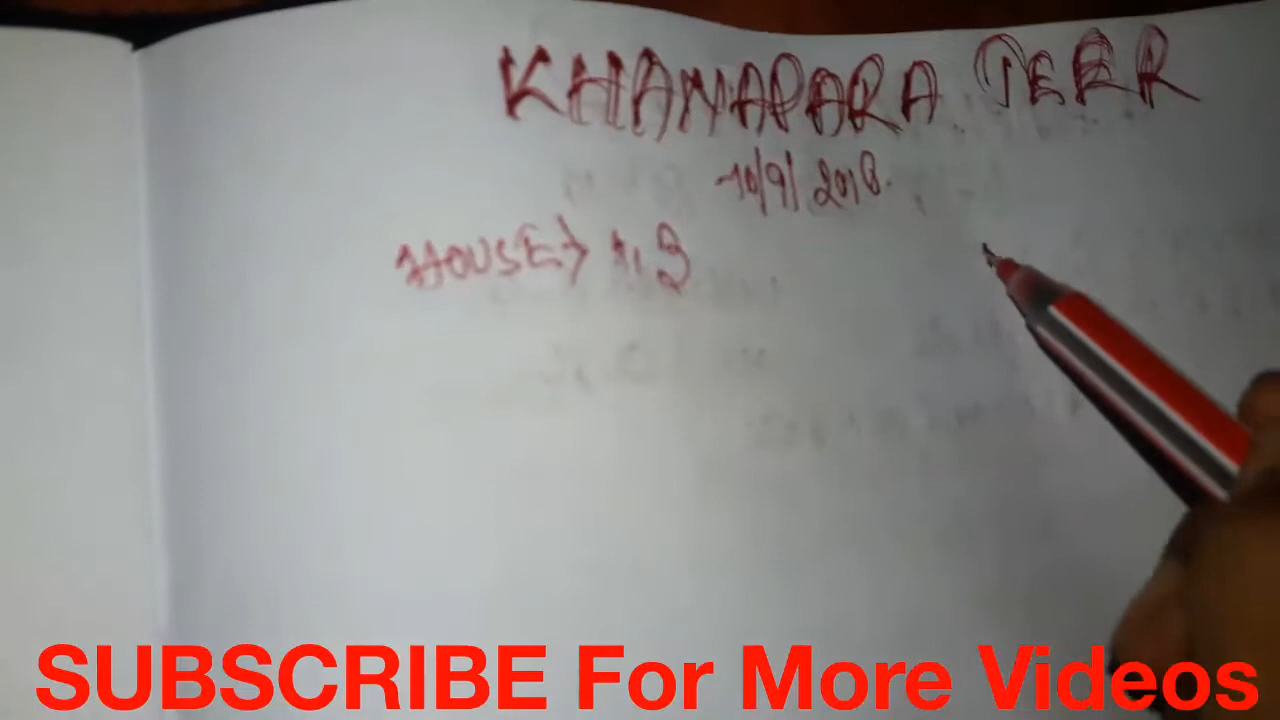 KHANAPARA TEER
10/9/2018.
HOUSE → 1, 3
SUBSCRIBE For More Videos